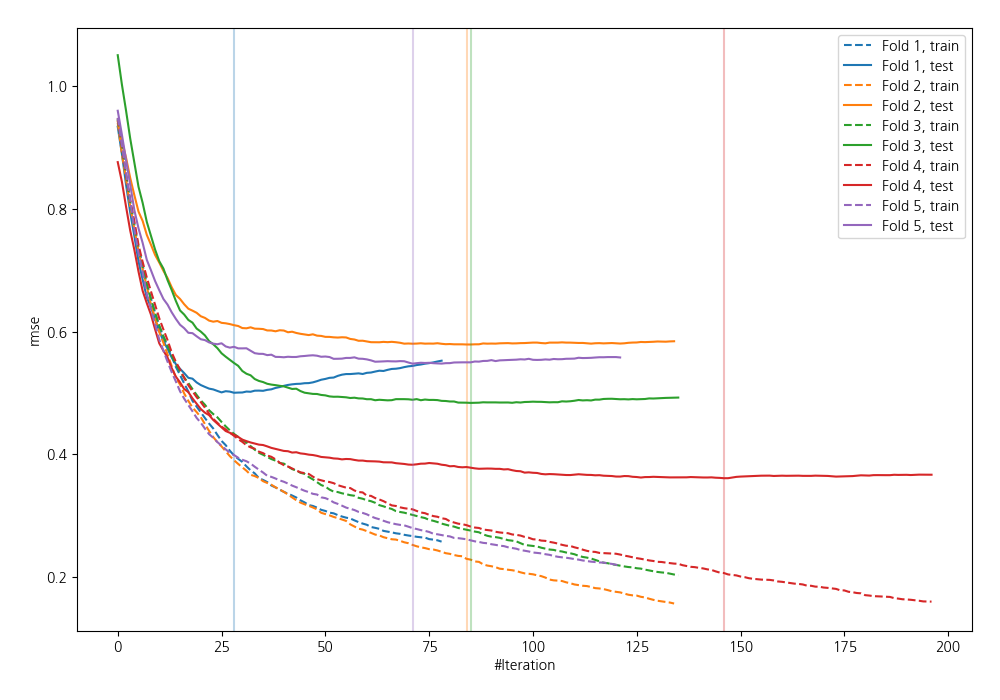 Fold 1, train
Fold 1, test
Fold 2, train
Fold 2, test
Fold 3, train
Fold 3, test
Fold 4, train
Fold 4, test
Fold 5, train
Fold 5, test
rmse
1.0
0.8
0.6
0.4
0.2
0 25 50 75 100 125 150 175 200
#Iteration